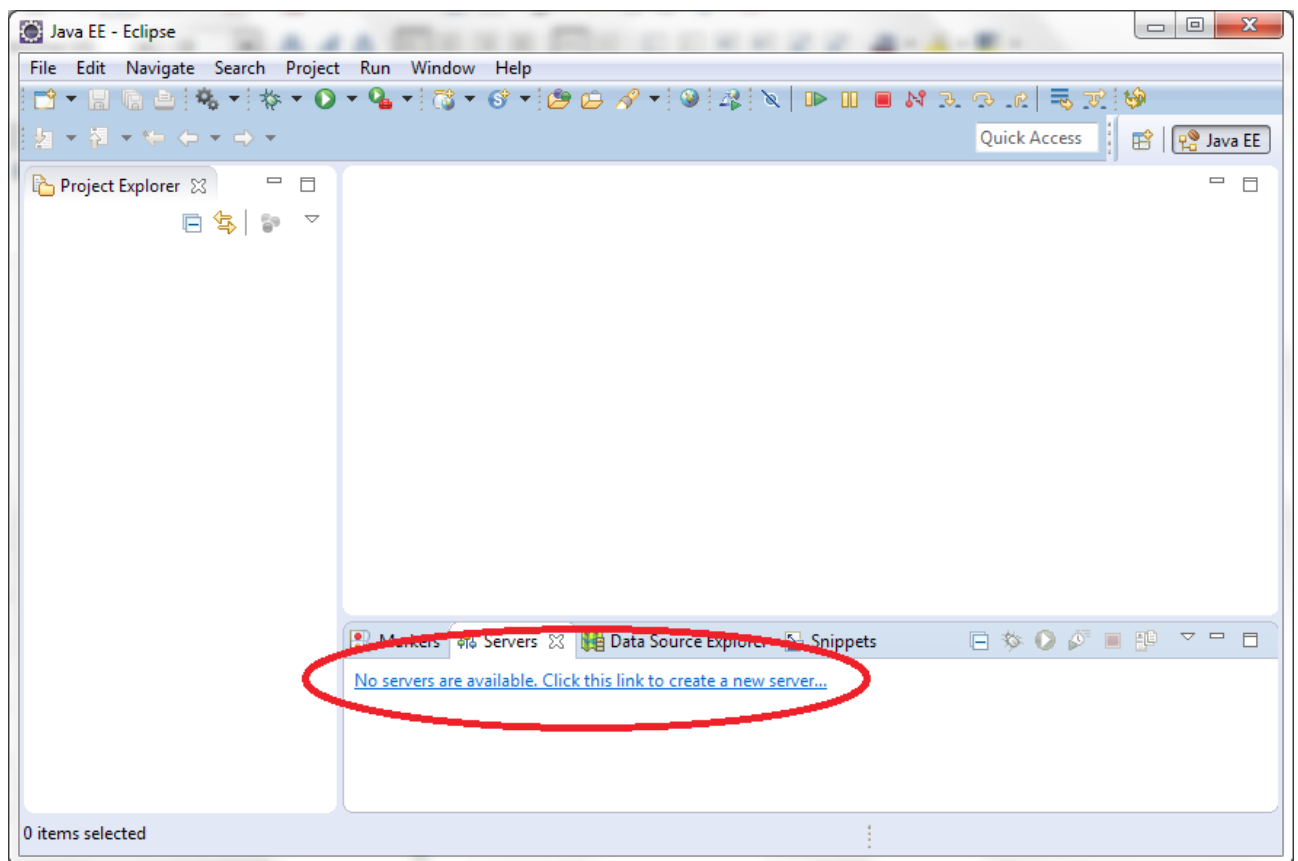 Java EE - Eclipse
File Edit Navigate Search Project Run Window Help
Quick Access Java EE
Project Explorer
Markers Servers Data Source Explorer Snippets
No servers are available. Click this link to create a new server...
0 items selected